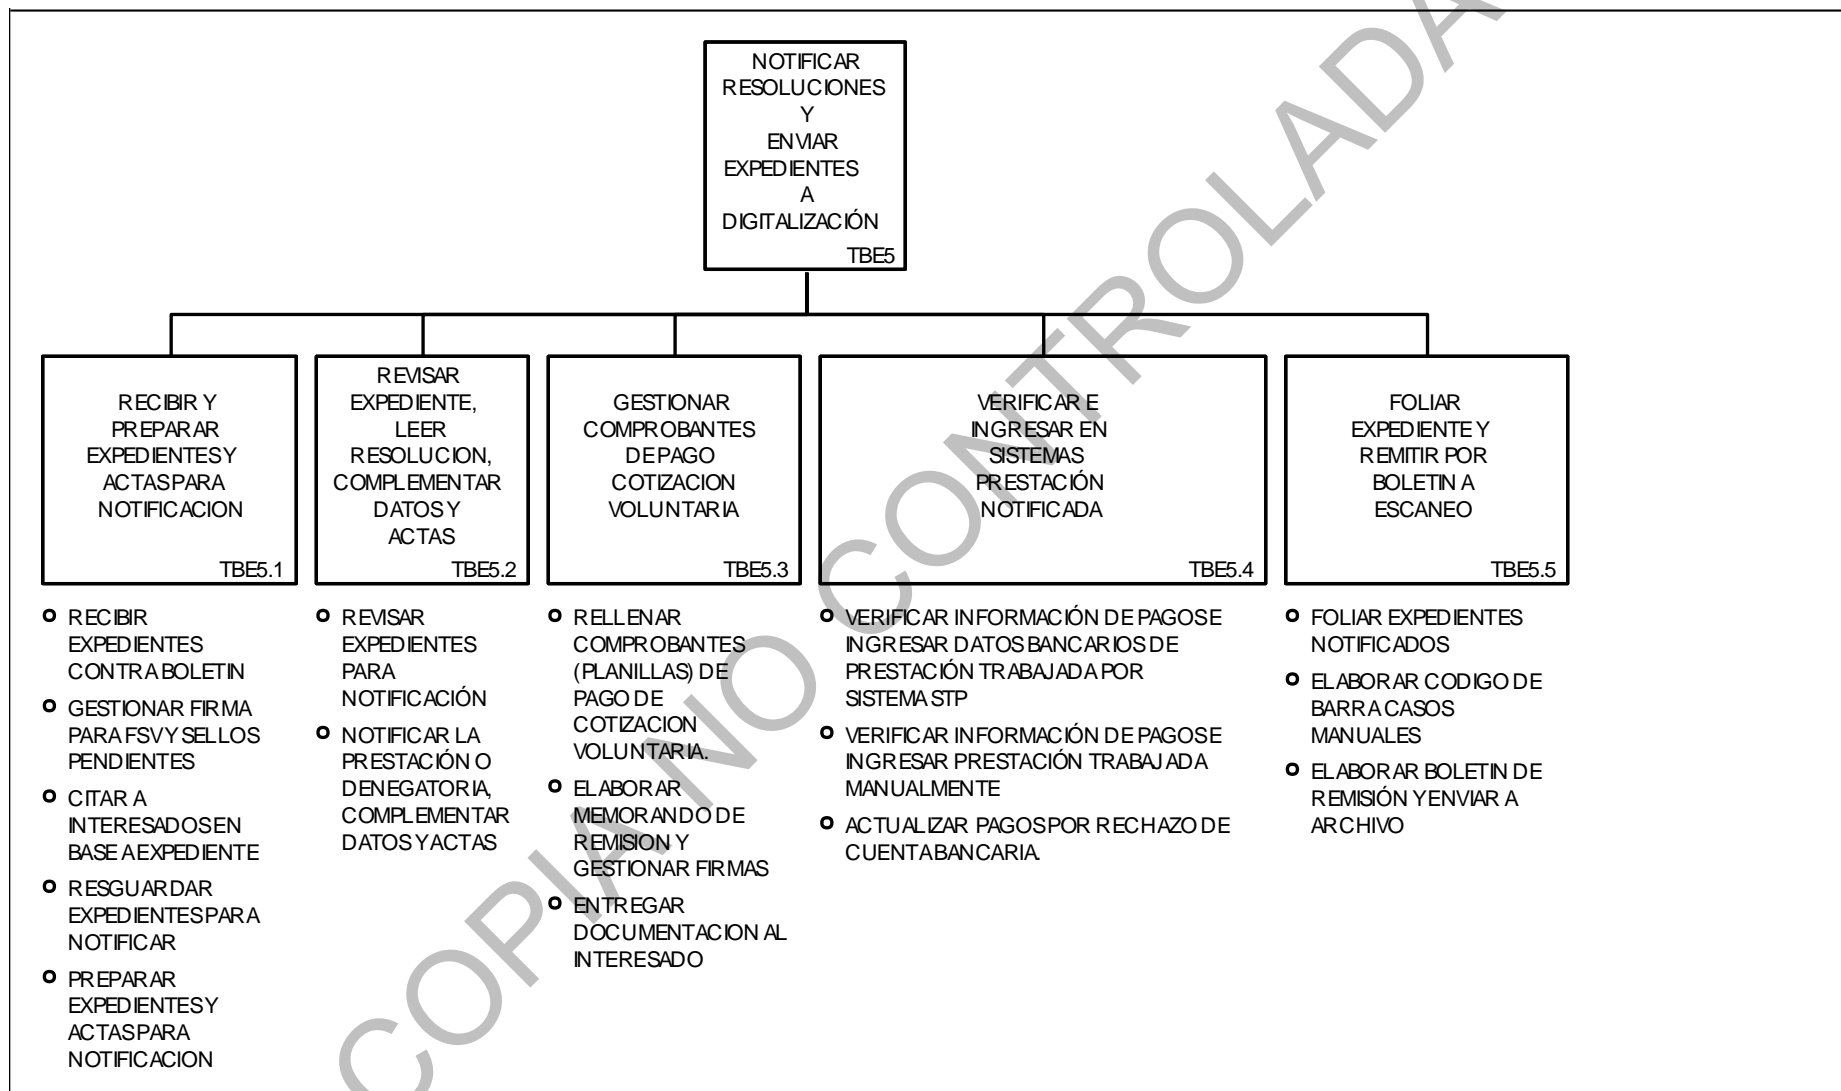 NOTIFICAR
RESOLUCIONES
Y
ENVIAR
EXPEDIENTES
A
DIGITALIZACIÓN
TBE5
RECIBIR Y
PREPARAR
EXPEDIENTES Y
ACTAS PARA
NOTIFICACION
TBE5.1
REVISAR
EXPEDIENTE,
LEER
RESOLUCION,
COMPLEMENTAR
DATOS Y
ACTAS
TBE5.2
GESTIONAR
COMPROBANTES
DE PAGO
COTIZACION
VOLUNTARIA
TBE5.3
VERIFICAR E
INGRESAR EN
SISTEMAS
PRESTACIÓN
NOTIFICADA
TBE5.4
FOLIAR
EXPEDIENTE Y
REMITIR POR
BOLETIN A
ESCANEO
TBE5.5
RECIBIR
EXPEDIENTES
CONTRA BOLETIN
GESTIONAR FIRMA
PARA FSV Y SELLOS
PENDIENTES
CITAR A
INTERESADOS EN
BASE A EXPEDIENTE
RESGUARDAR
EXPEDIENTES PARA
NOTIFICAR
PREPARAR
EXPEDIENTES Y
ACTAS PARA
NOTIFICACION
REVISAR
EXPEDIENTES
PARA
NOTIFICACIÓN
NOTIFICAR LA
PRESTACIÓN O
DENEGATORIA,
COMPLEMENTAR
DATOS Y ACTAS
RELLENAR
COMPROBANTES
(PLANILLAS) DE
PAGO DE
COTIZACION
VOLUNTARIA.
ELABORAR
MEMORANDO DE
REMISION Y
GESTIONAR FIRMAS
ENTREGAR
DOCUMENTACION AL
INTERESADO
VERIFICAR INFORMACIÓN DE PAGOS E
INGRESAR DATOS BANCARIOS DE
PRESTACIÓN TRABAJADA POR
SISTEMA STP
VERIFICAR INFORMACIÓN DE PAGOS E
INGRESAR PRESTACIÓN TRABAJADA
MANUALMENTE
ACTUALIZAR PAGOS POR RECHAZO DE
CUENTA BANCARIA.
FOLIAR EXPEDIENTES
NOTIFICADOS
ELABORAR CODIGO DE
BARRA CASOS
MANUALES
ELABORAR BOLETIN DE
REMISIÓN Y ENVIAR A
ARCHIVO
COPIA NO CONTROLADA